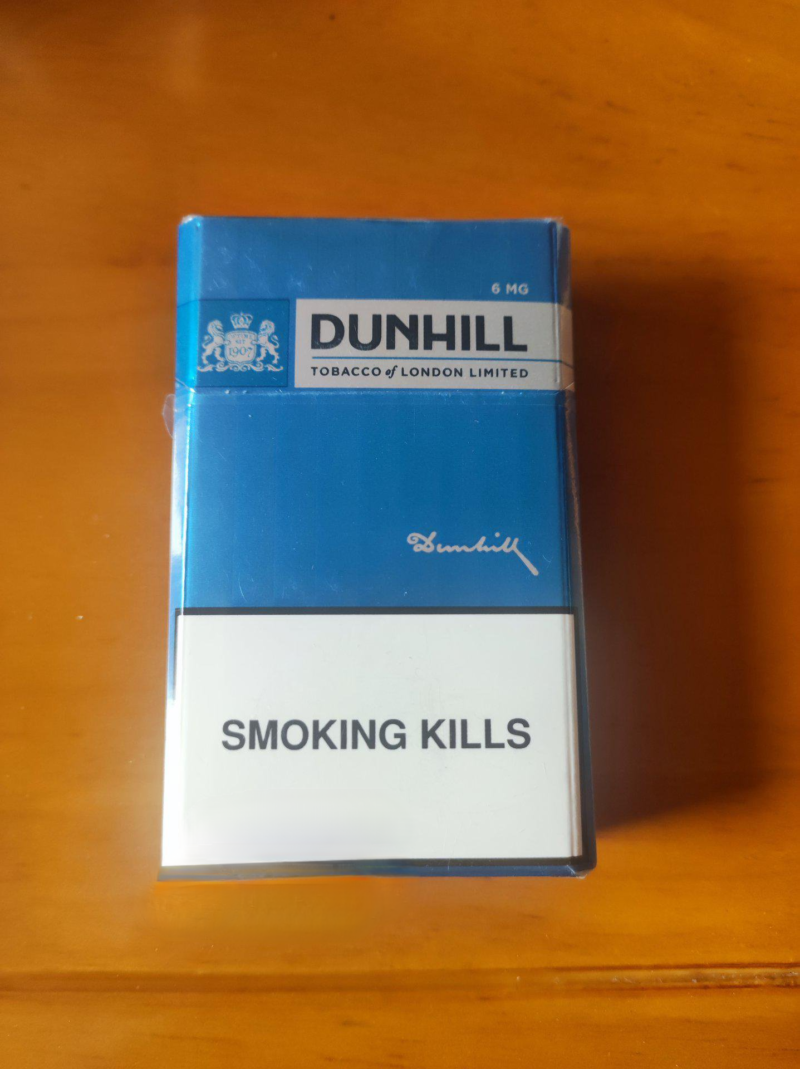 6 MG
DUNHILL
TOBACCO of LONDON LIMITED
1907
Dunhill
SMOKING KILLS